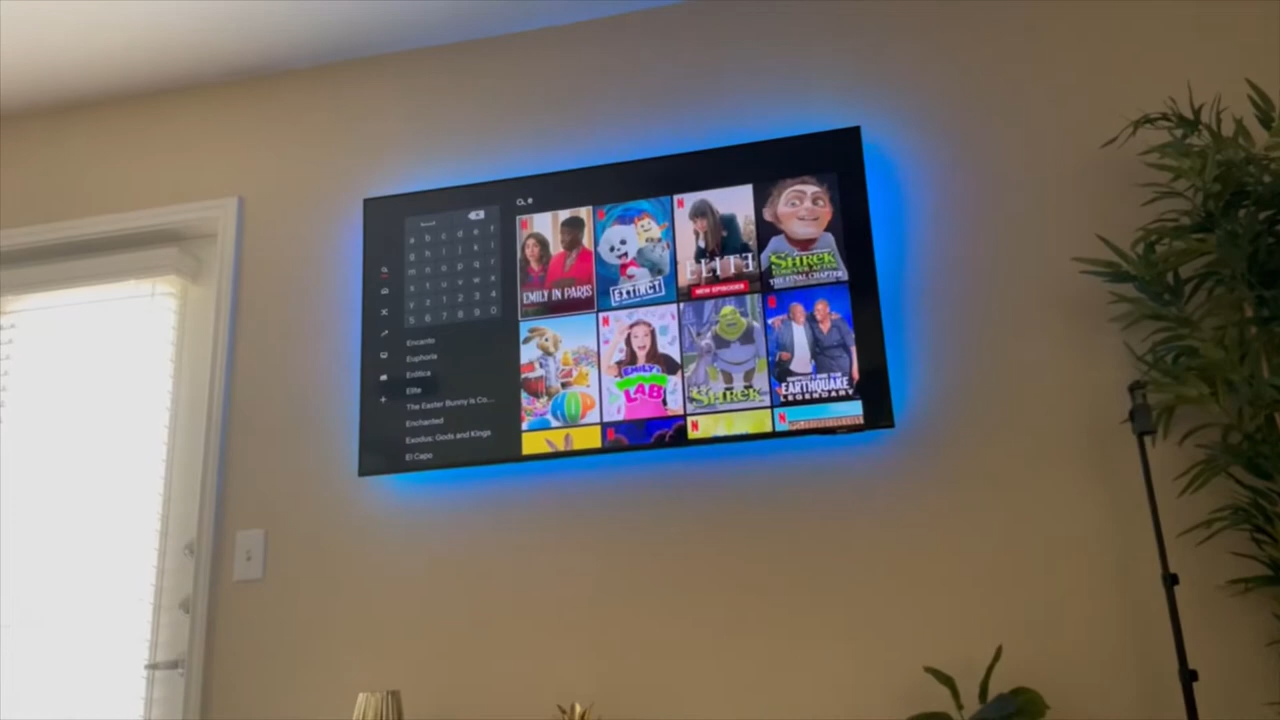 e
a b c d e f
g h i j k l
m n o p q r
s t u v w x
y z 1 2 3 4
5 6 7 8 9 0
Encanto
Euphoria
Erótica
Elite
The Easter Bunny is Co...
Enchanted
Exodus: Gods and Kings
El Capo
N
EMILY IN PARIS
EXTINCT
N
ELITE
NEW EPISODES
SHREK
FOREVER AFTER
THE FINAL CHAPTER
HOP
N
EMILY'S
LAB
SHREK
N
EARTHQUAKE
LEGENDARY
N
N
N